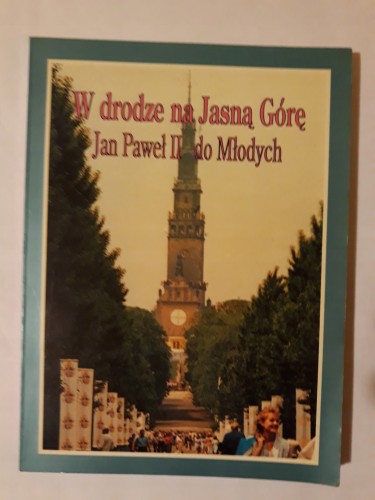 W drodze na Jasną Górę
Jan Paweł II do Młodych